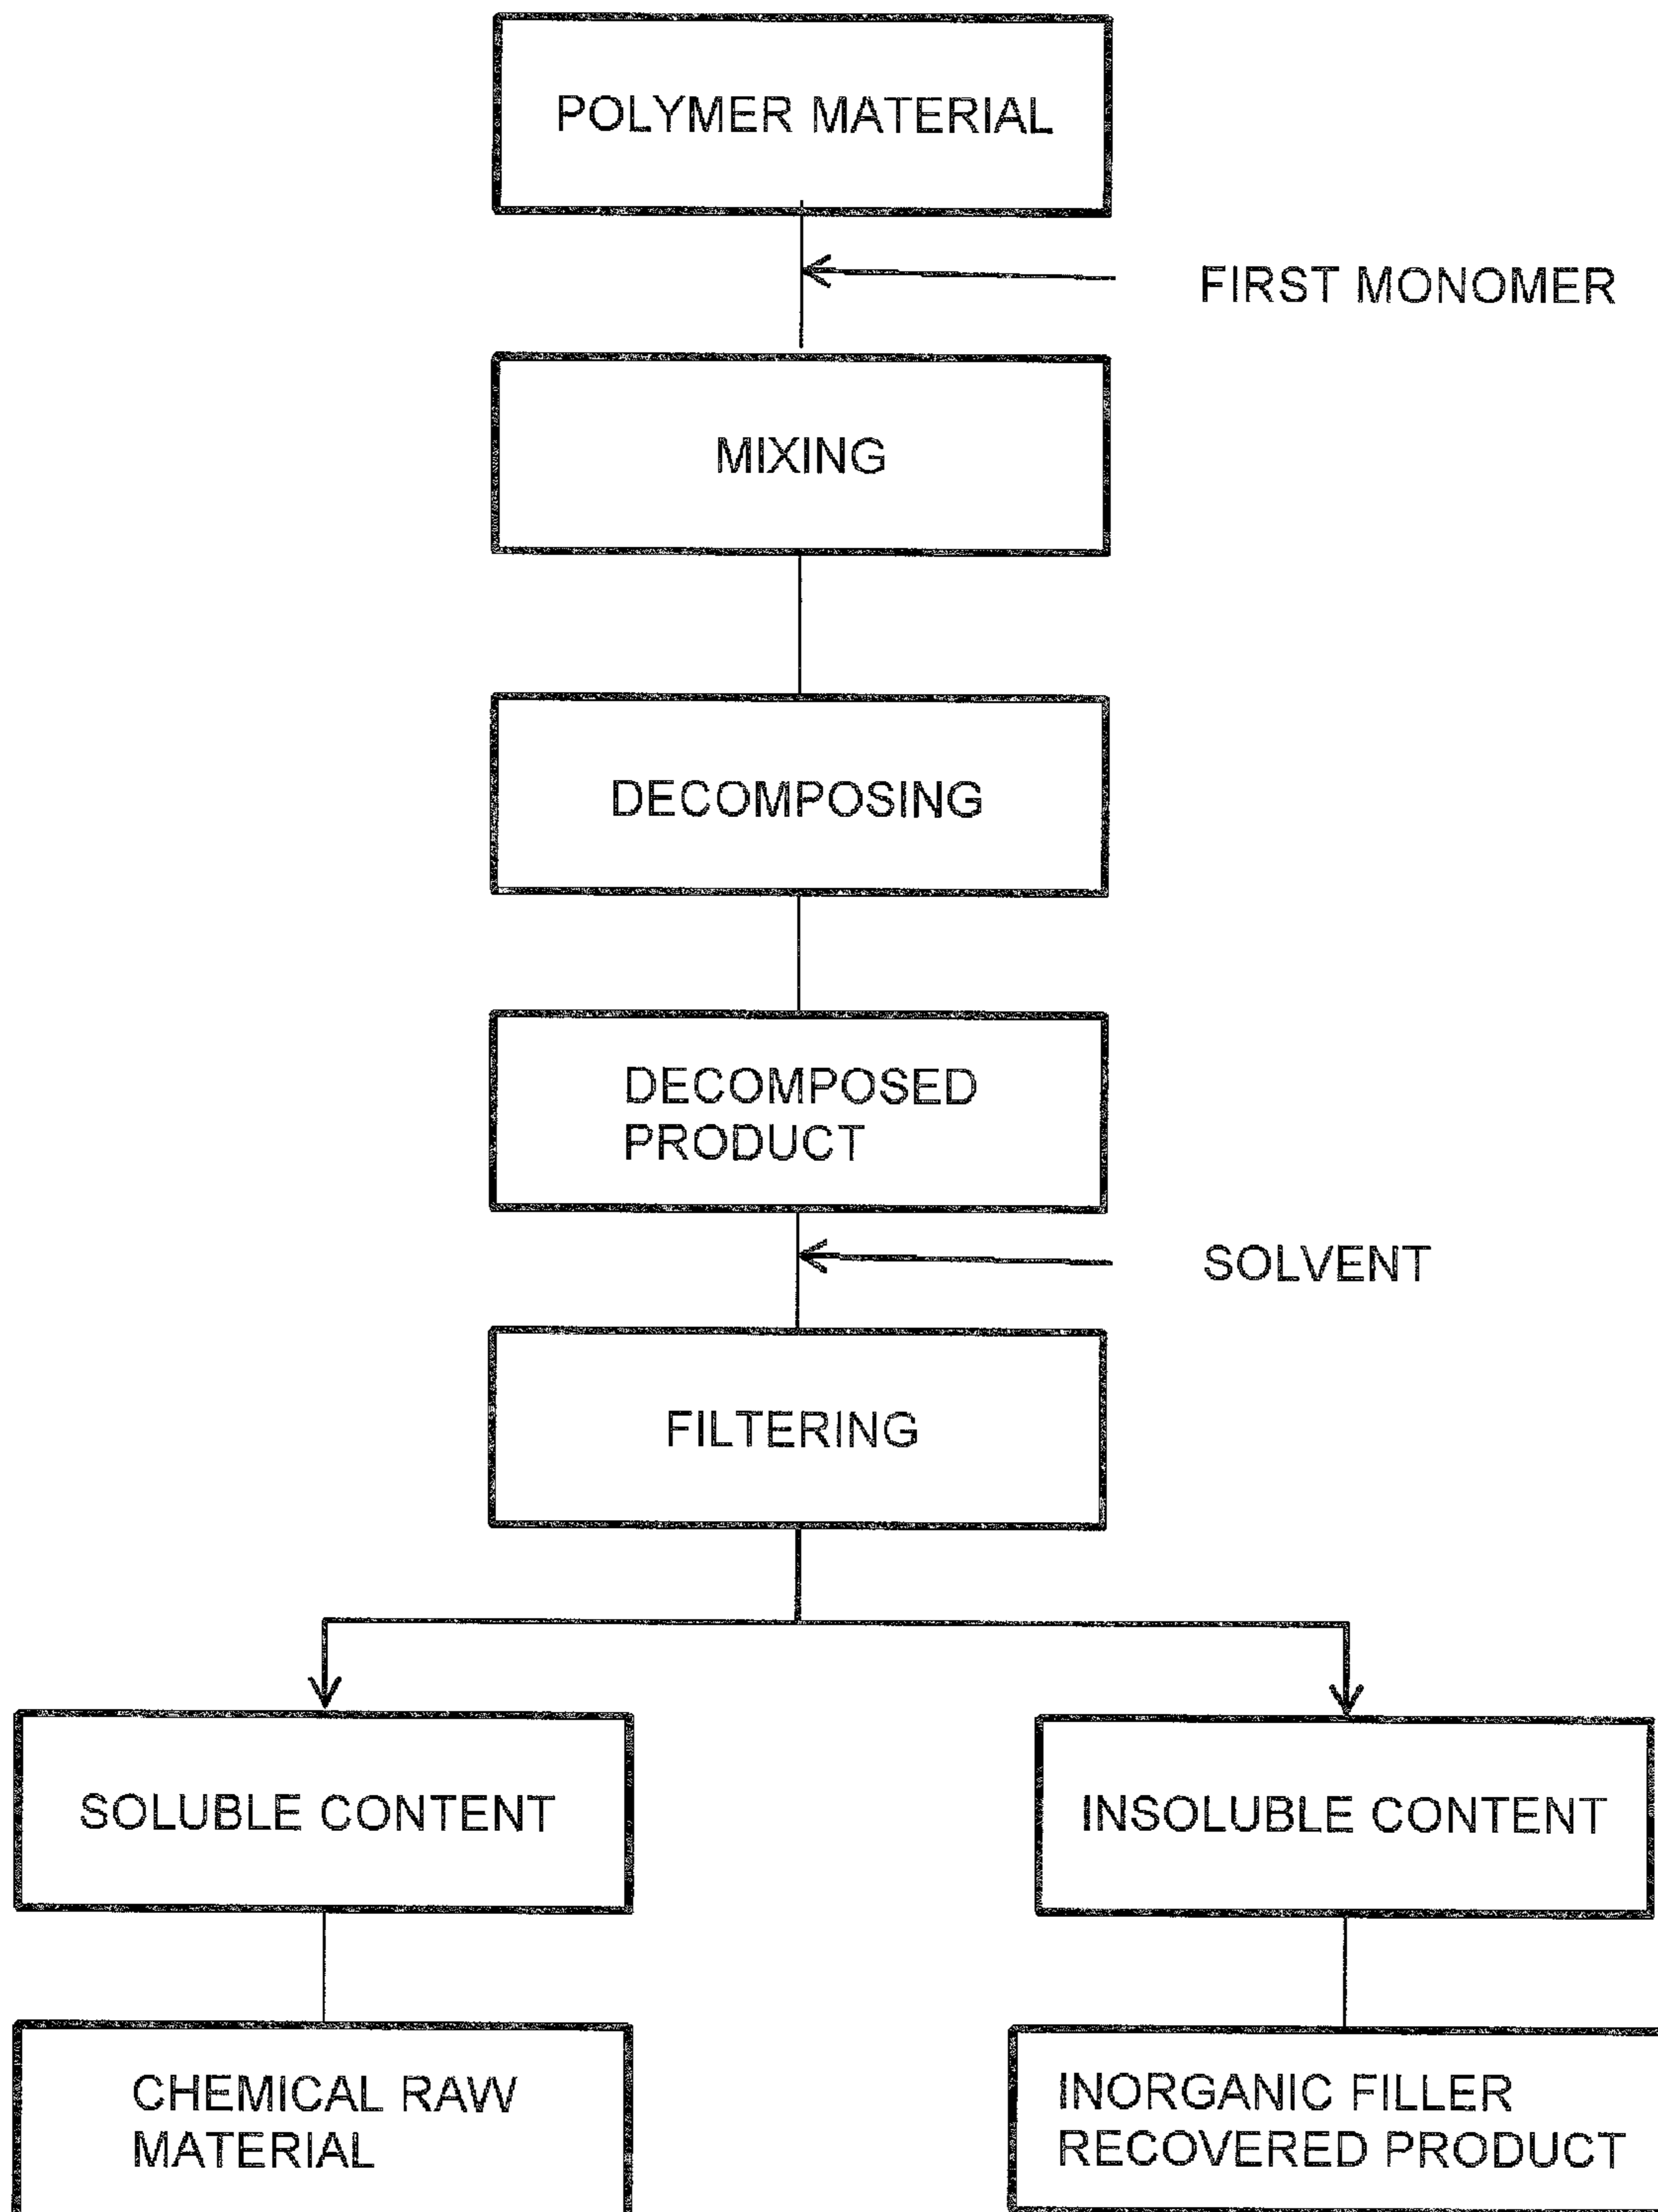 POLYMER MATERIAL
FIRST MONOMER
MIXING
DECOMPOSING
DECOMPOSED
PRODUCT
SOLVENT
FILTERING
SOLUBLE CONTENT
INSOLUBLE CONTENT
CHEMICAL RAW
MATERIAL
INORGANIC FILLER
RECOVERED PRODUCT